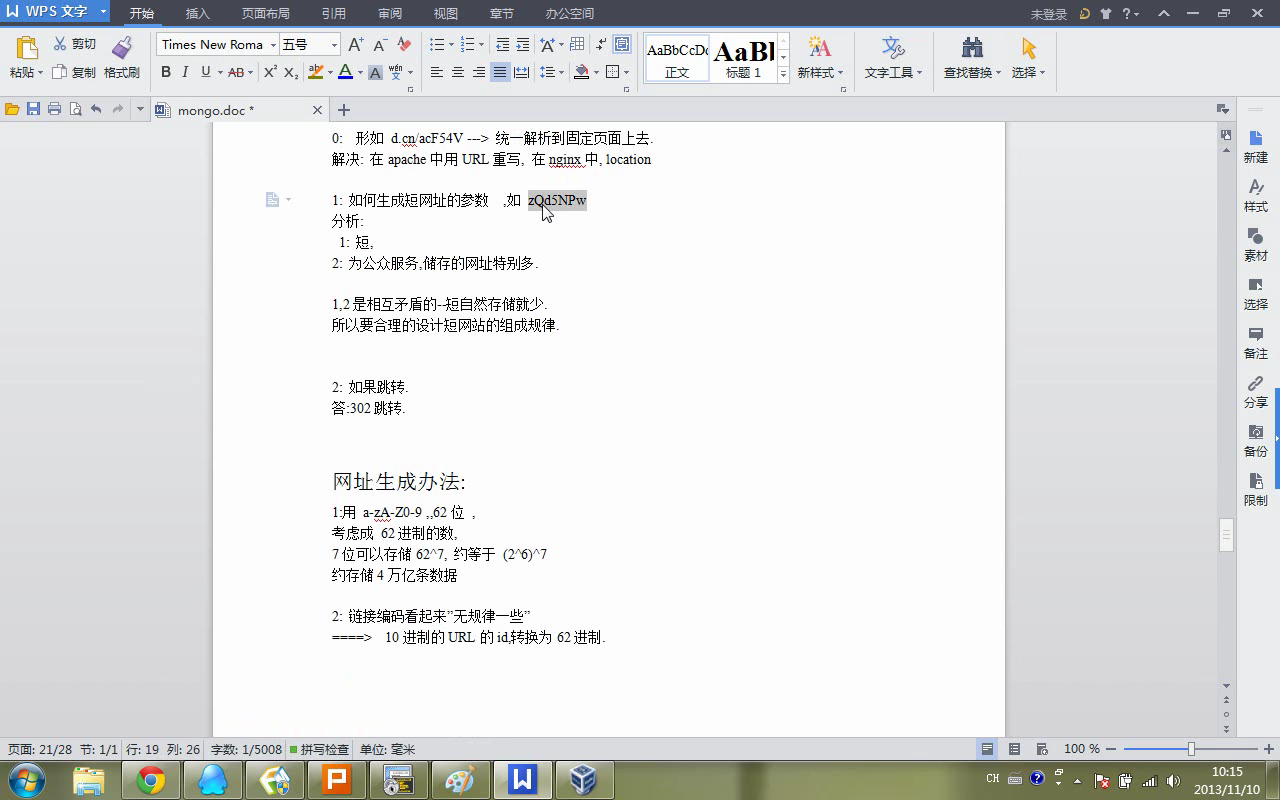 WPS 文字
开始 插入 页面布局 引用 审阅 视图 章节 办公空间
未登录
粘贴 剪切 复制 格式刷
Times New Roma 五号
B I U AB X² X₂ A A
AaBbCcDc 正文
AaBl 标题 1
新样式 文字工具 查找替换 选择
mongo.doc *
0: 形如 d.cn/acF54V ---> 统一解析到固定页面上去.
解决: 在 apache 中用 URL 重写, 在 nginx 中, location
1: 如何生成短网址的参数 ,如 zQd5NPw
分析:
1: 短,
2: 为公众服务,储存的网址特别多.
1,2 是相互矛盾的--短自然存储就少.
所以要合理的设计短网站的组成规律.
2: 如果跳转.
答:302 跳转.
网址生成办法:
1:用 a-zA-Z0-9 ,,62 位 ,
考虑成 62 进制的数,
7 位可以存储 62^7, 约等于 (2^6)^7
约存储 4 万亿条数据
2: 链接编码看起来”无规律一些”
====> 10 进制的 URL 的 id,转换为 62 进制.
新建
样式
素材
选择
备注
分享
备份
限制
页面: 21/28 节: 1/1 行: 19 列: 26 字数: 1/5008 拼写检查 单位: 毫米
100 %
CH
10:15
2013/11/10